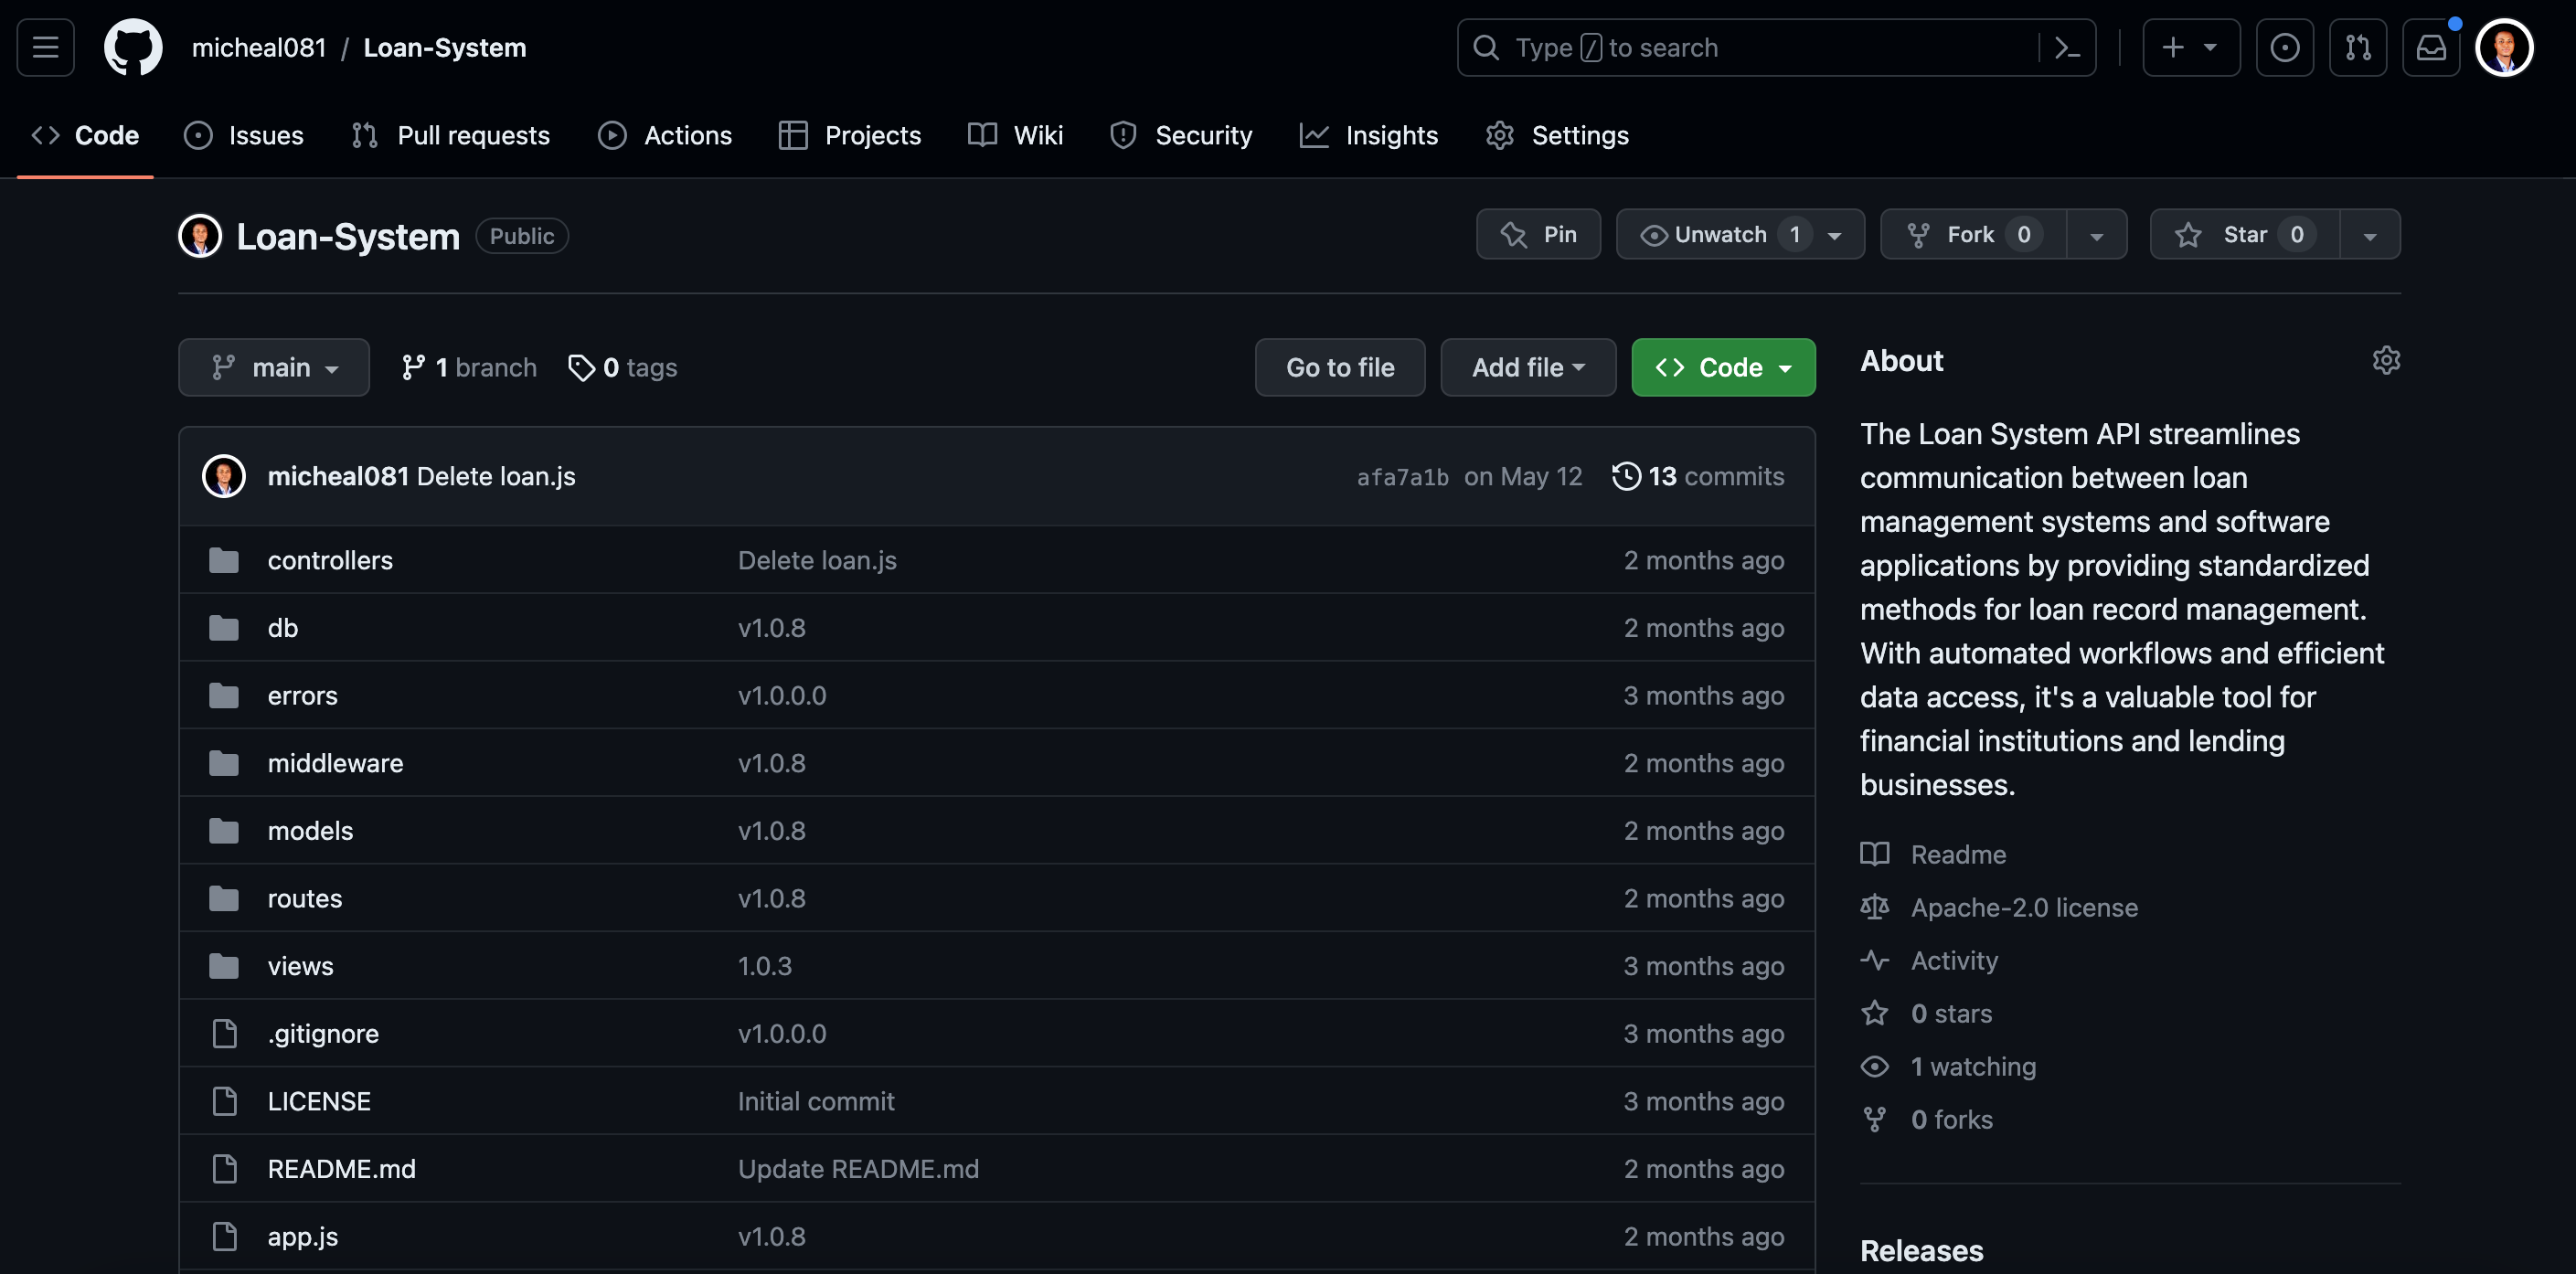 micheal081 / Loan-System
Type / to search
Code Issues Pull requests Actions Projects Wiki Security Insights Settings
Loan-System Public
Pin Unwatch 1 Fork 0 Star 0
main 1 branch 0 tags
Go to file Add file Code
micheal081 Delete loan.js afa7a1b on May 12 13 commits
controllers Delete loan.js 2 months ago
db v1.0.8 2 months ago
errors v1.0.0.0 3 months ago
middleware v1.0.8 2 months ago
models v1.0.8 2 months ago
routes v1.0.8 2 months ago
views 1.0.3 3 months ago
.gitignore v1.0.0.0 3 months ago
LICENSE Initial commit 3 months ago
README.md Update README.md 2 months ago
app.js v1.0.8 2 months ago
About
The Loan System API streamlines
communication between loan
management systems and software
applications by providing standardized
methods for loan record management.
With automated workflows and efficient
data access, it's a valuable tool for
financial institutions and lending
businesses.
Readme
Apache-2.0 license
Activity
0 stars
1 watching
0 forks
Releases